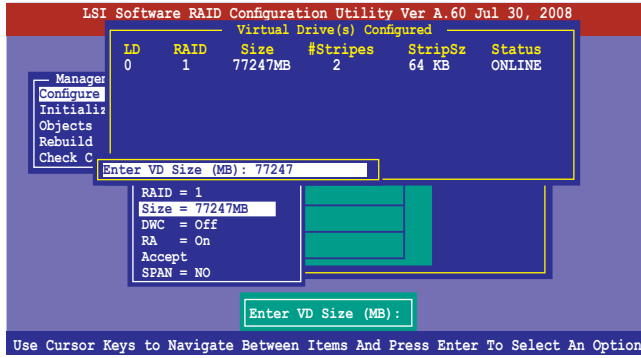 LSI Software RAID Configuration Utility Ver A.60 Jul 30, 2008
Virtual Drive(s) Configured
LD RAID Size #Stripes StripSz Status
0 1 77247MB 2 64 KB ONLINE
Configure
Objects
Rebuild
Check C
Enter VD Size (MB): 77247
RAID = 1
Size = 77247MB
DWC = Off
RA = On
Accept
SPAN = NO
Enter VD Size (MB):
Use Cursor Keys to Navigate Between Items And Press Enter To Select An Option